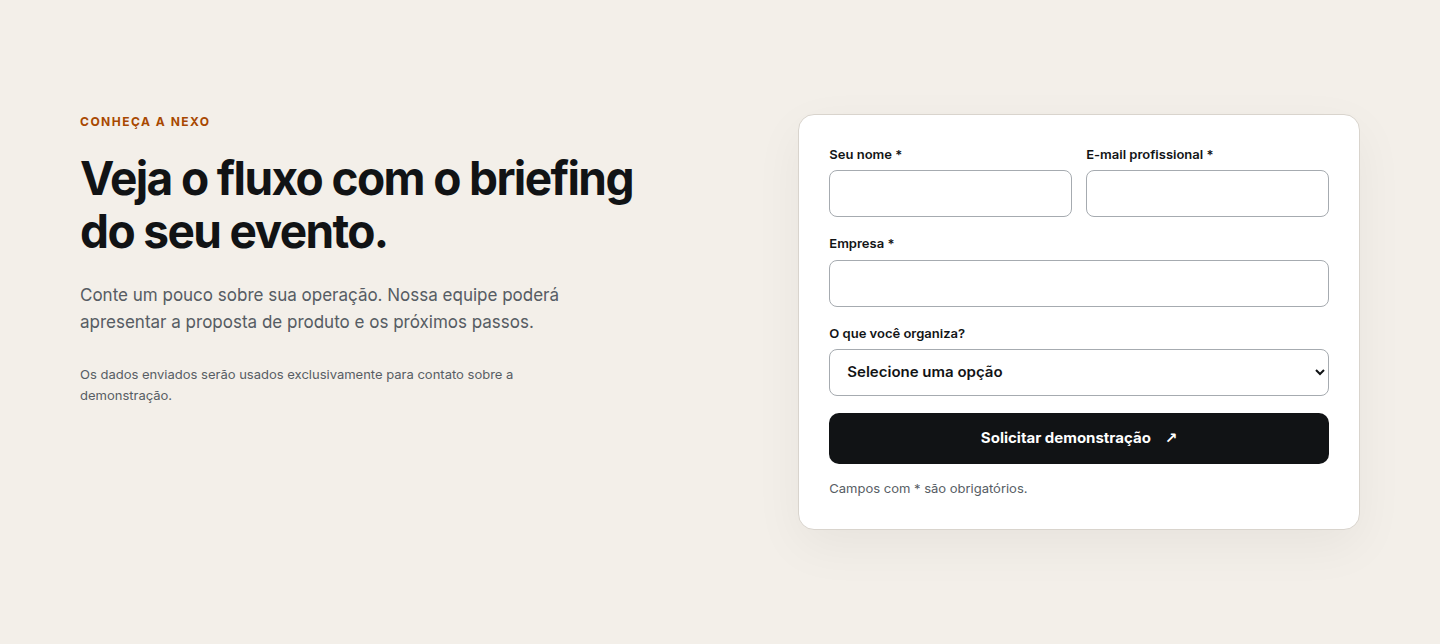 CONHEÇA A NEXO
Veja o fluxo com o briefing
do seu evento.
Conte um pouco sobre sua operação. Nossa equipe poderá
apresentar a proposta de produto e os próximos passos.
Os dados enviados serão usados exclusivamente para contato sobre a
demonstração.
Seu nome *
E-mail profissional *
Empresa *
O que você organiza?
Selecione uma opção
Solicitar demonstração ↗
Campos com * são obrigatórios.